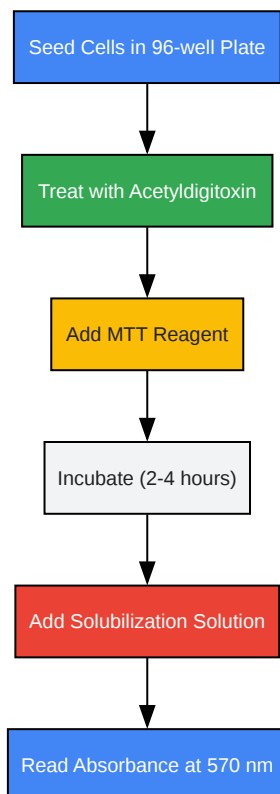 Seed Cells in 96-well Plate
Treat with Acetyldigitoxin
Add MTT Reagent
Incubate (2-4 hours)
Add Solubilization Solution
Read Absorbance at 570 nm